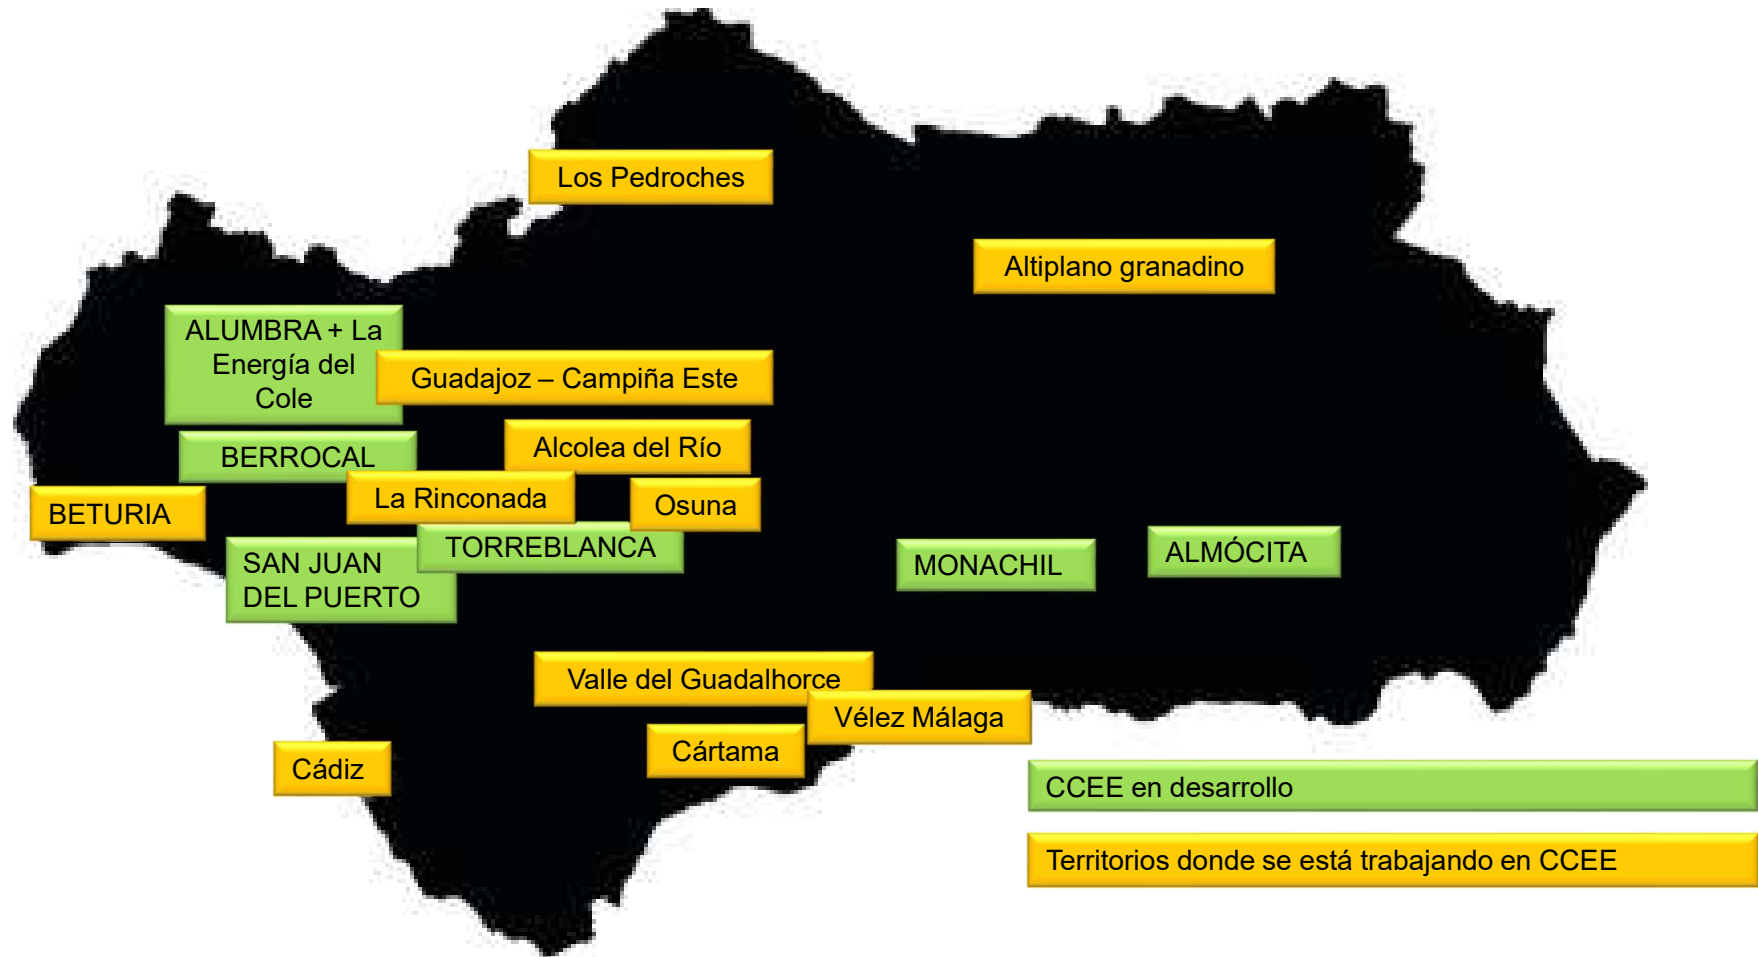 Los Pedroches
Altiplano granadino
ALUMBRA + La
Energía del
Cole
Guadajoz – Campiña Este
Alcolea del Río
BERROCAL
La Rinconada
Osuna
BETURIA
TORREBLANCA
SAN JUAN
DEL PUERTO
MONACHIL
ALMÓCITA
Valle del Guadalhorce
Vélez Málaga
Cártama
Cádiz
CCEE en desarrollo
Territorios donde se está trabajando en CCEE